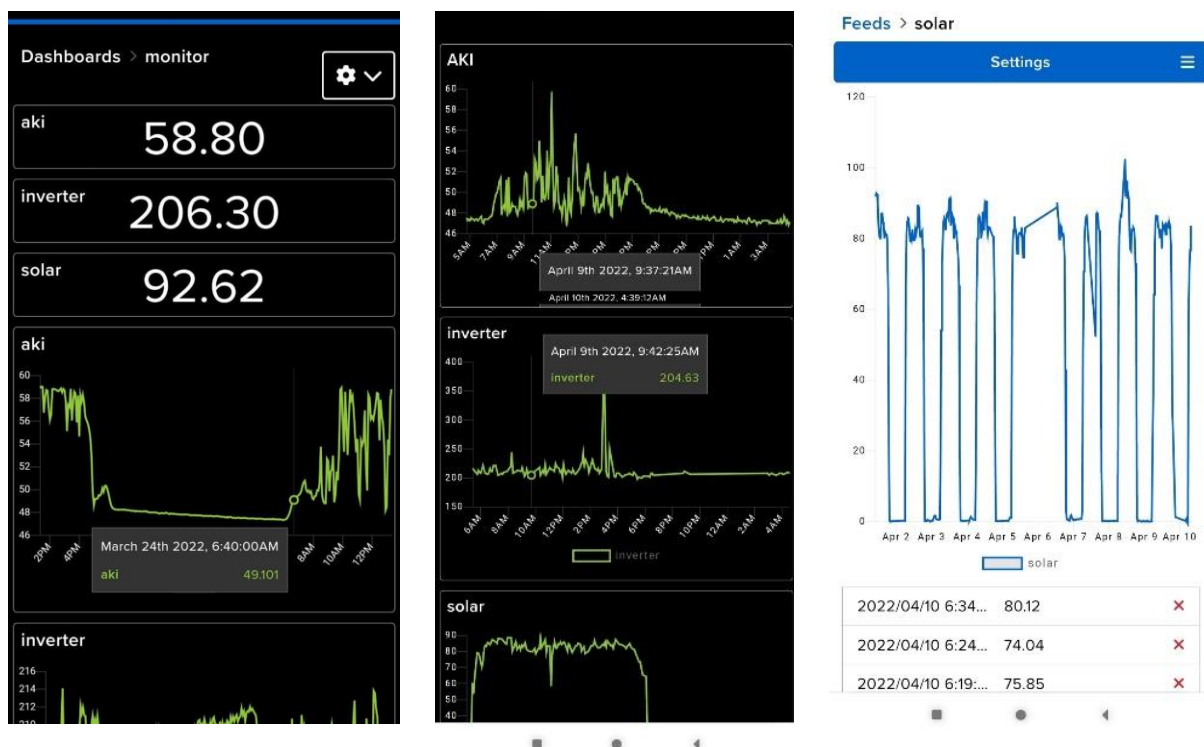 Dashboards > monitor
aki
58.80
inverter
206.30
solar
92.62
aki
60
58
56
54
52
50
48
46
2PM
4PM
8AM
10AM
12PM
March 24th 2022, 6:40:00AM
aki 49.101
inverter
216
214
212
210
AKI
60
58
56
54
52
50
48
46
5AM
7AM
9AM
11AM
1PM
3AM
April 9th 2022, 9:37:21AM
April 10th 2022, 4:39:12AM
inverter
April 9th 2022, 9:42:25AM
inverter 204.63
400
350
300
250
200
150
6AM
8AM
10AM
12PM
2PM
4PM
6PM
8PM
10PM
12AM
2AM
4AM
inverter
solar
90
80
70
60
50
40
Feeds > solar
Settings
120
100
80
60
40
20
0
Apr 2 Apr 3 Apr 4 Apr 5 Apr 6 Apr 7 Apr 8 Apr 9 Apr 10
solar
2022/04/10 6:34... 80.12
2022/04/10 6:24... 74.04
2022/04/10 6:19:... 75.85